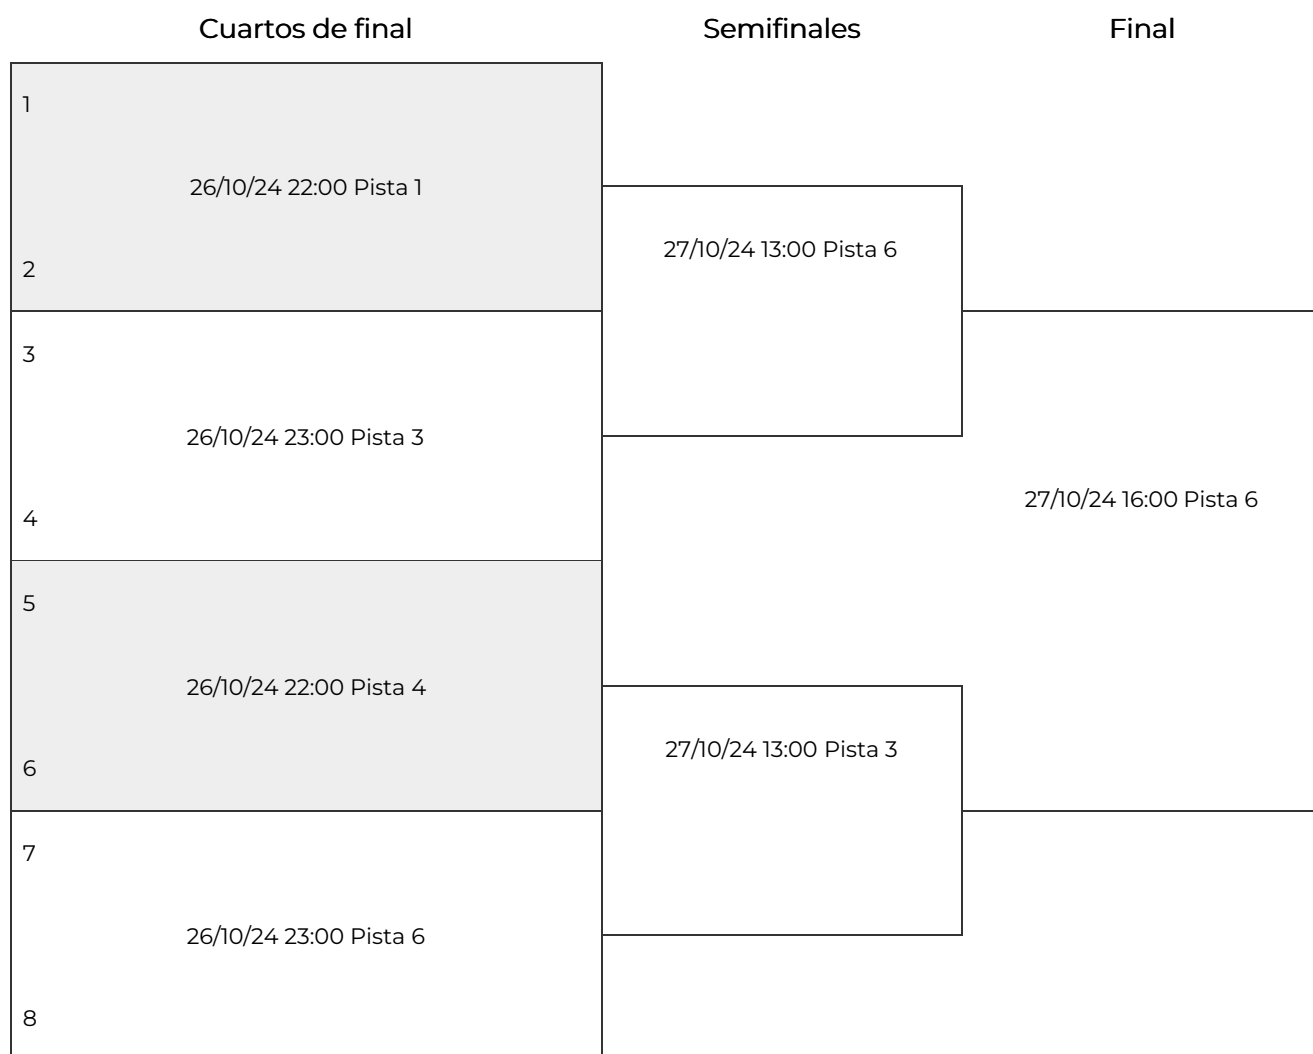 Cuartos de final
Semifinales
Final
1
26/10/24 22:00 Pista 1
2
27/10/24 13:00 Pista 6
3
26/10/24 23:00 Pista 3
4
27/10/24 16:00 Pista 6
5
26/10/24 22:00 Pista 4
6
27/10/24 13:00 Pista 3
7
26/10/24 23:00 Pista 6
8